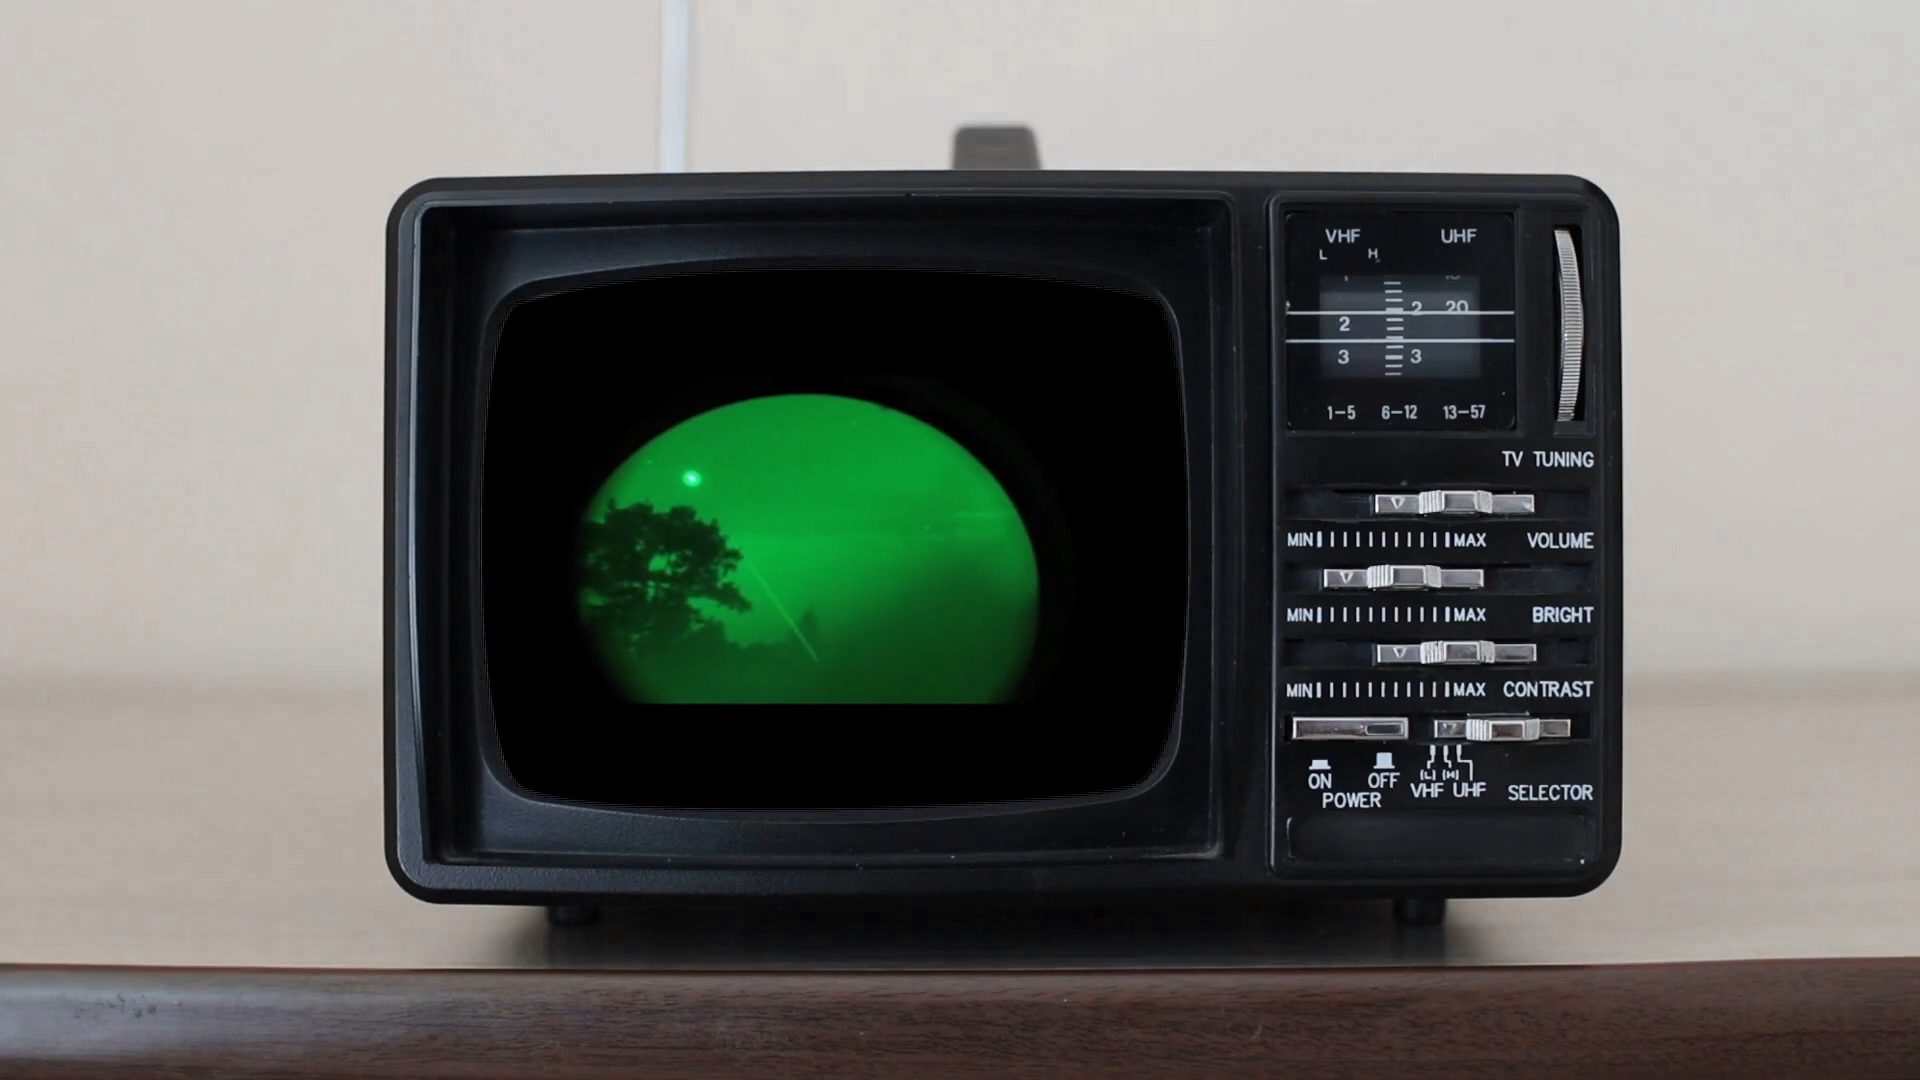 VHF UHF
L H
2 20
2
3 3
1-5 6-12 13-57
TV TUNING
MIN MAX VOLUME
MIN MAX BRIGHT
MIN MAX CONTRAST
ON OFF (L) (H)
POWER VHF UHF SELECTOR